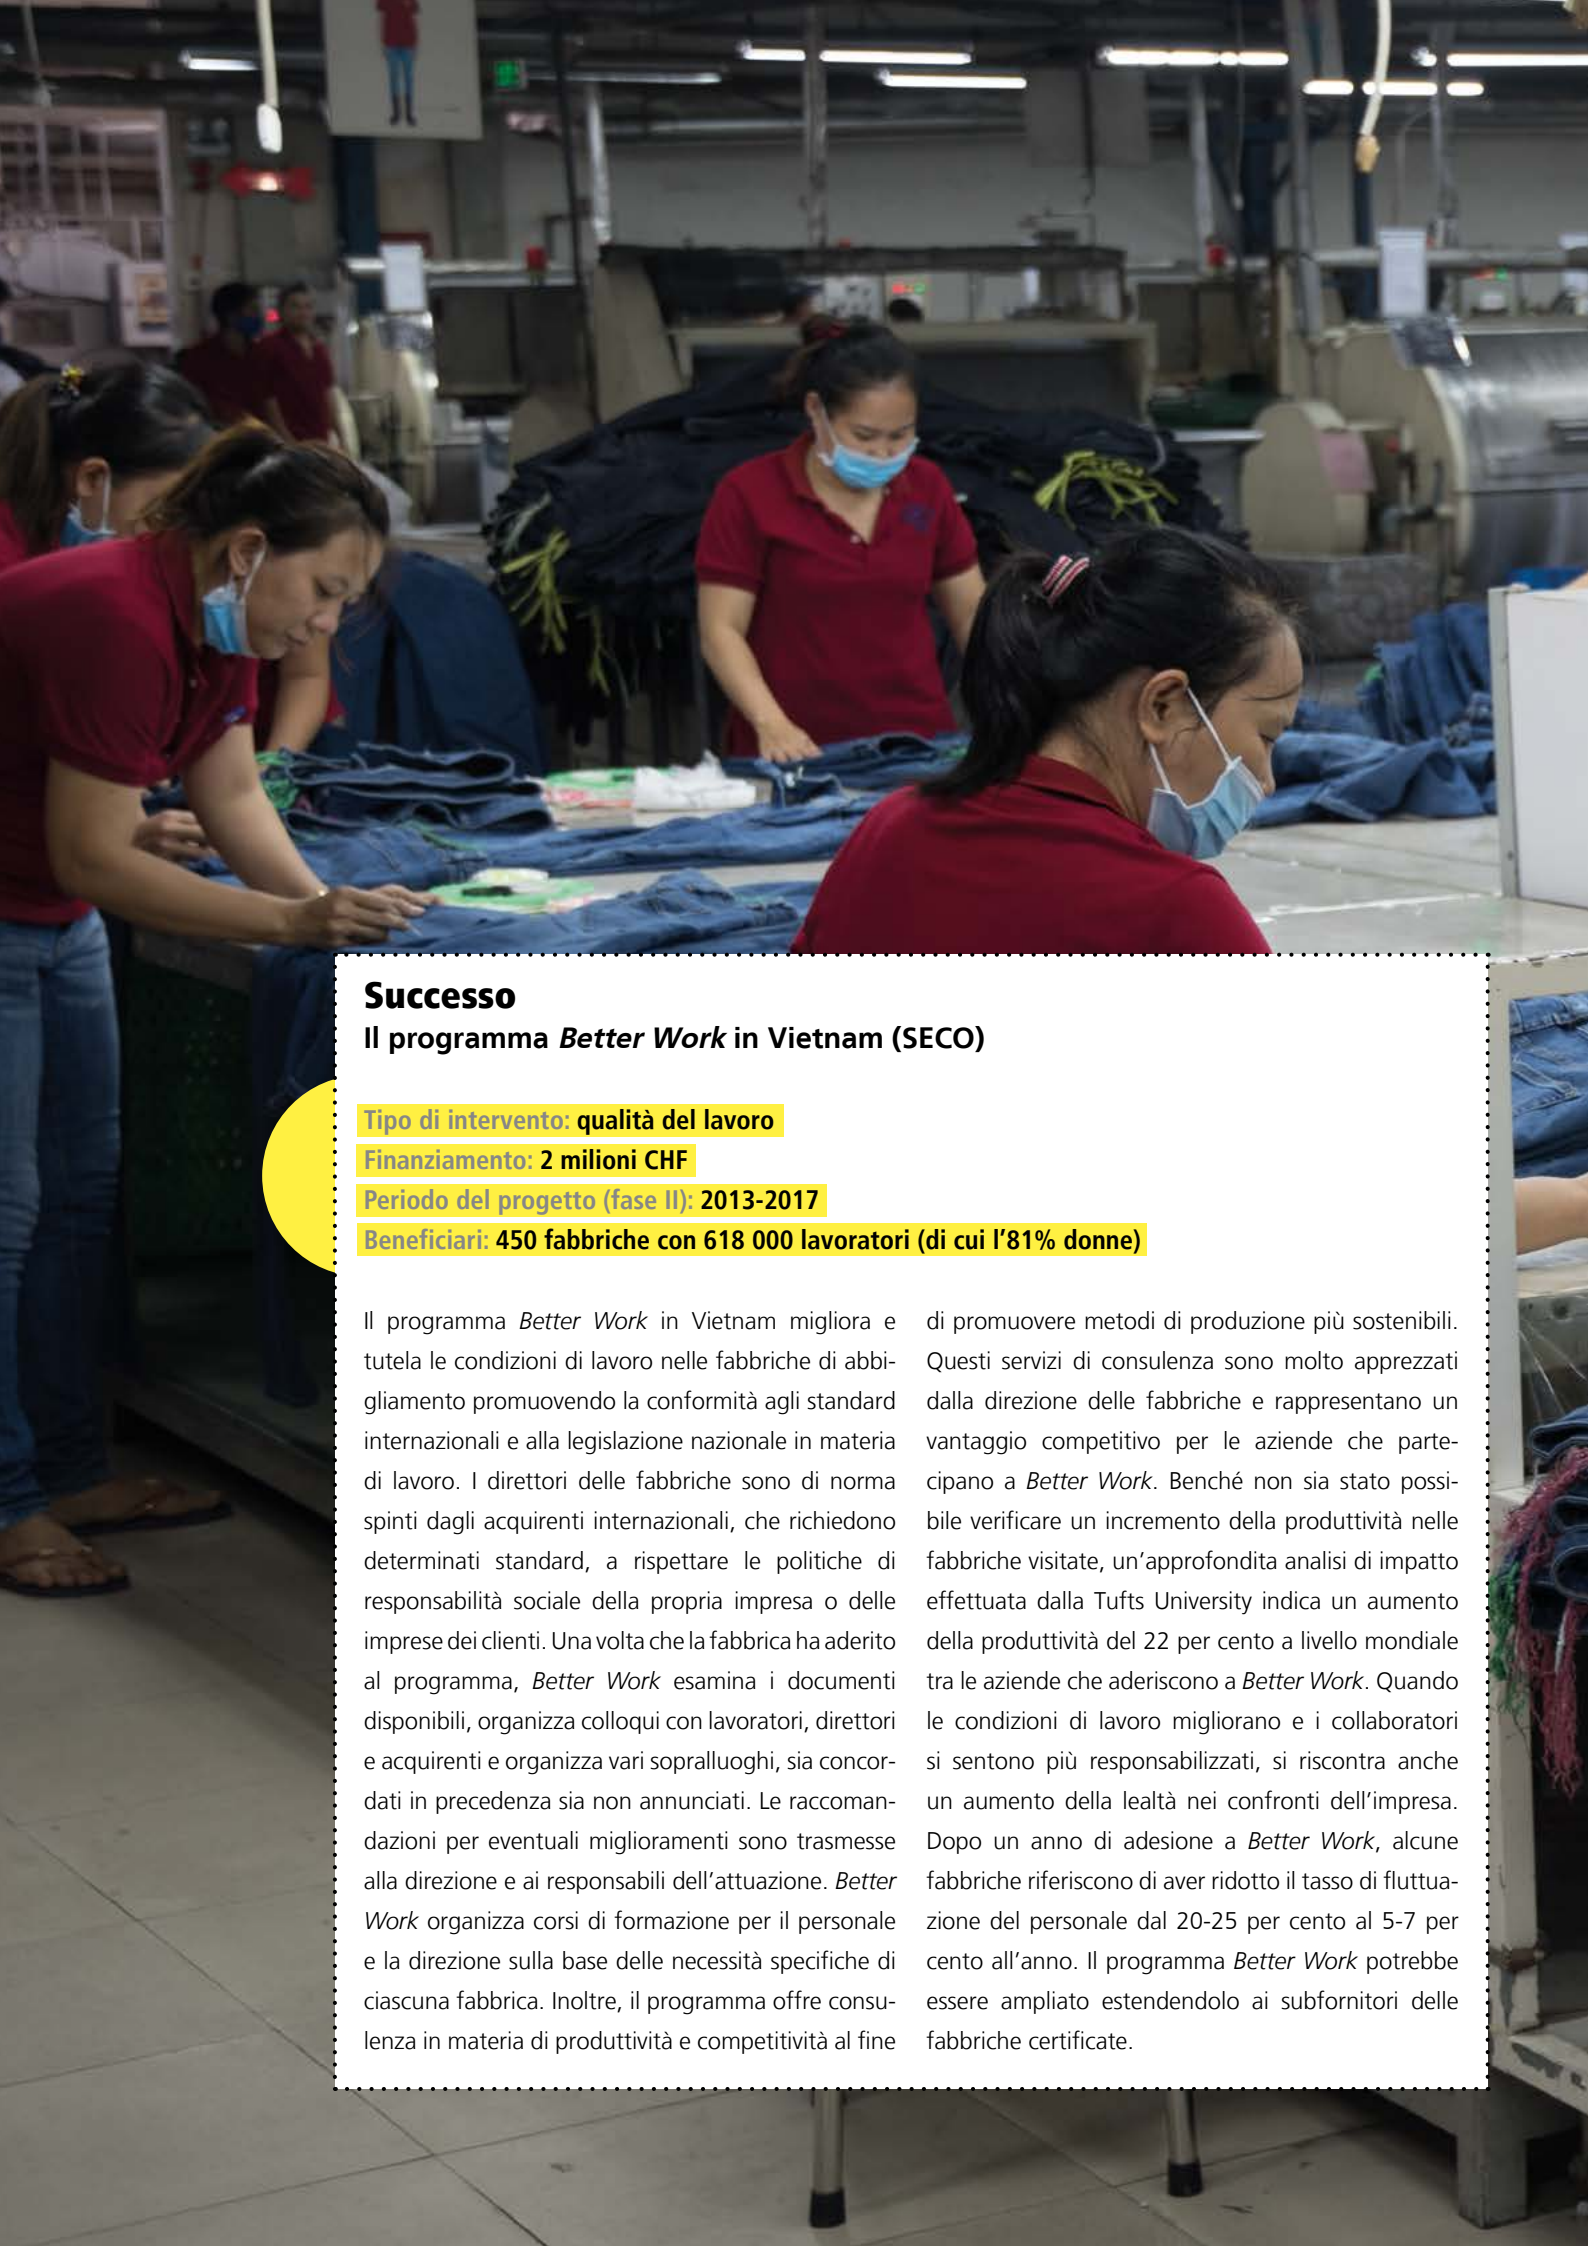 Successo
Il programma Better Work in Vietnam (SECO)
Tipo di intervento: qualità del lavoro
Finanziamento: 2 milioni CHF
Periodo del progetto (fase II): 2013-2017
Beneficiari: 450 fabbriche con 618 000 lavoratori (di cui l'81% donne)
Il programma Better Work in Vietnam migliora e
tutela le condizioni di lavoro nelle fabbriche di abbi-
gliamento promuovendo la conformità agli standard
internazionali e alla legislazione nazionale in materia
di lavoro. I direttori delle fabbriche sono di norma
spinti dagli acquirenti internazionali, che richiedono
determinati standard, a rispettare le politiche di
responsabilità sociale della propria impresa o delle
imprese dei clienti. Una volta che la fabbrica ha aderito
al programma, Better Work esamina i documenti
disponibili, organizza colloqui con lavoratori, direttori
e acquirenti e organizza vari sopralluoghi, sia concor-
dati in precedenza sia non annunciati. Le raccoman-
dazioni per eventuali miglioramenti sono trasmesse
alla direzione e ai responsabili dell'attuazione. Better
Work organizza corsi di formazione per il personale
e la direzione sulla base delle necessità specifiche di
ciascuna fabbrica. Inoltre, il programma offre consu-
lenza in materia di produttività e competitività al fine
di promuovere metodi di produzione più sostenibili.
Questi servizi di consulenza sono molto apprezzati
dalla direzione delle fabbriche e rappresentano un
vantaggio competitivo per le aziende che parte-
cipano a Better Work. Benché non sia stato possi-
bile verificare un incremento della produttività nelle
fabbriche visitate, un'approfondita analisi di impatto
effettuata dalla Tufts University indica un aumento
della produttività del 22 per cento a livello mondiale
tra le aziende che aderiscono a Better Work. Quando
le condizioni di lavoro migliorano e i collaboratori
si sentono più responsabilizzati, si riscontra anche
un aumento della lealtà nei confronti dell'impresa.
Dopo un anno di adesione a Better Work, alcune
fabbriche riferiscono di aver ridotto il tasso di fluttua-
zione del personale dal 20-25 per cento al 5-7 per
cento all'anno. Il programma Better Work potrebbe
essere ampliato estendendolo ai subfornitori delle
fabbriche certificate.